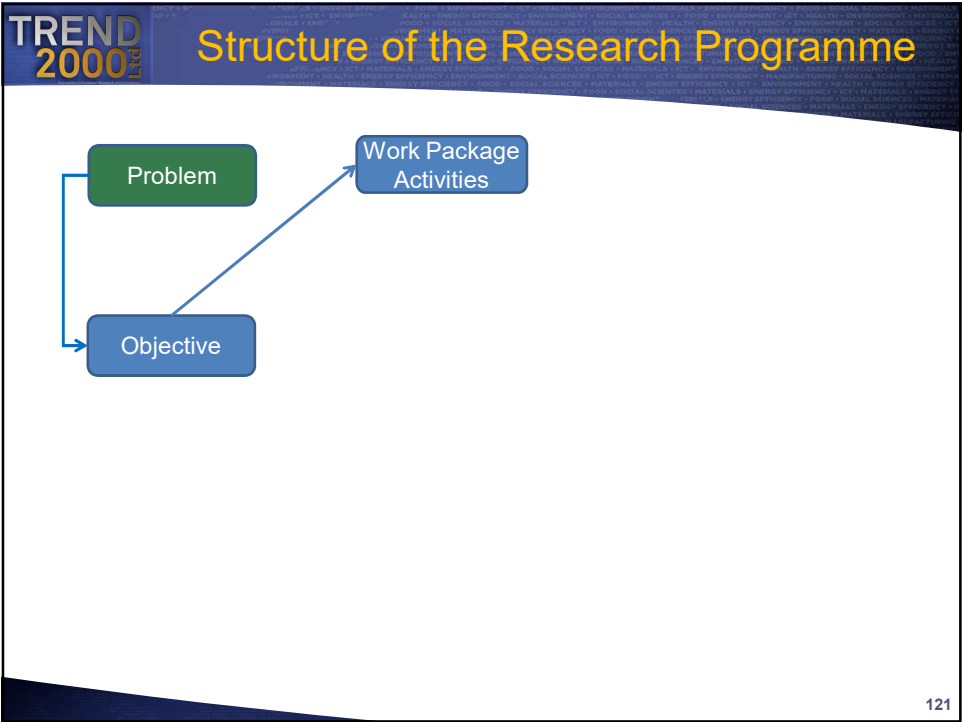 TREND
2000 Ltd
Structure of the Research Programme
Problem
Work Package
Activities
Objective
121